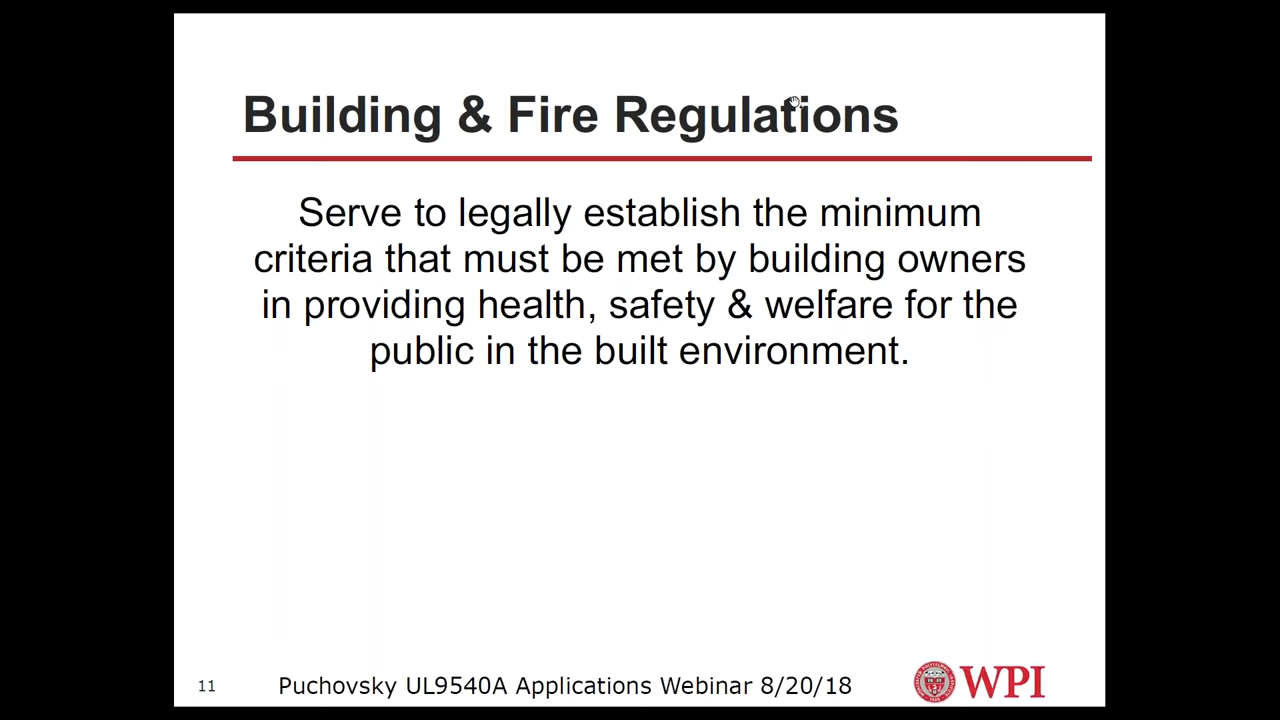 Building & Fire Regulations
Serve to legally establish the minimum
criteria that must be met by building owners
in providing health, safety & welfare for the
public in the built environment.
11
Puchovsky UL9540A Applications Webinar 8/20/18
WPI